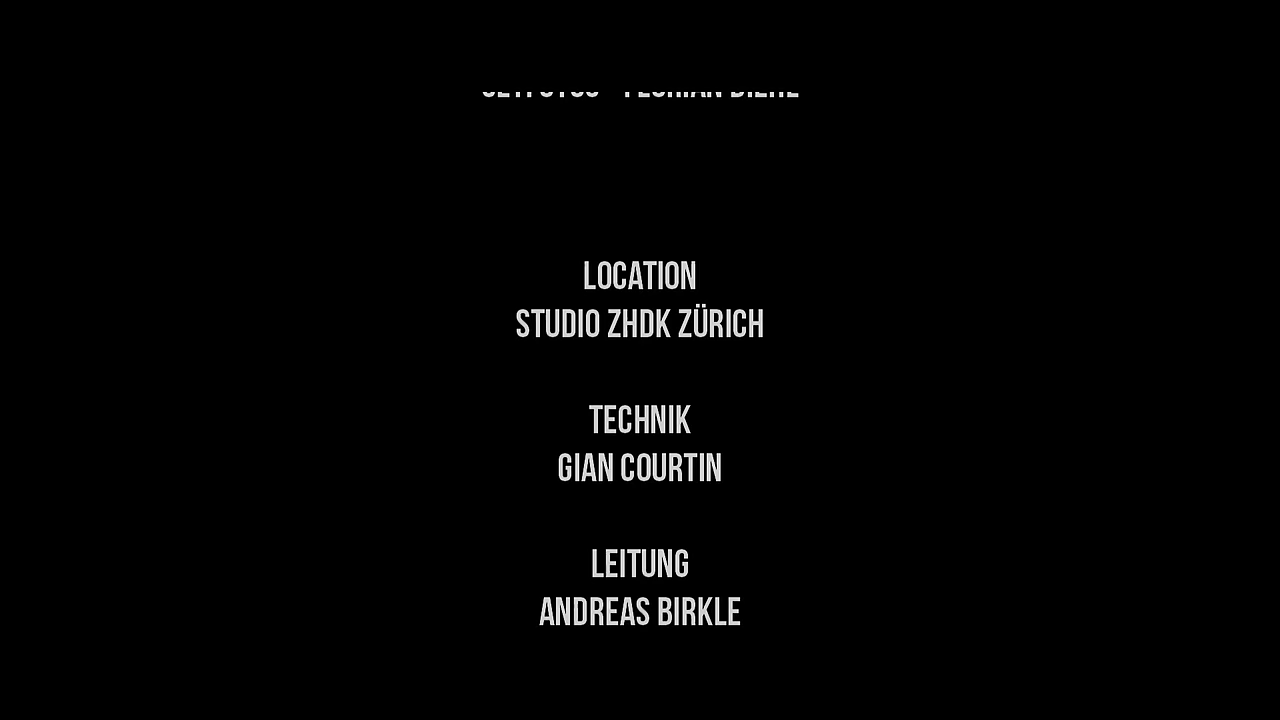 LOCATION
STUDIO ZHDK ZÜRICH
TECHNIK
GIAN COURTIN
LEITUNG
ANDREAS BIRKLE